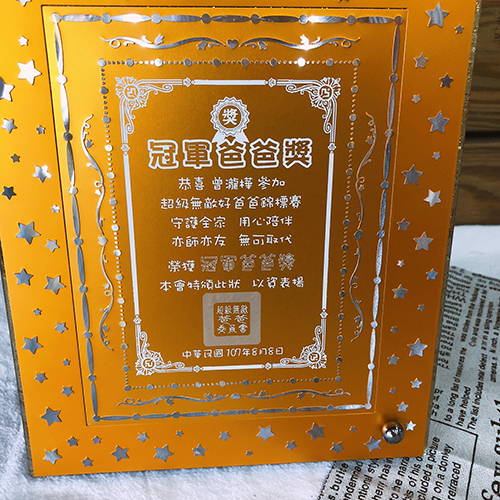 獎
冠軍爸爸獎
恭喜 曾瀧樺 參加
超級無敵好爸爸錦標賽
守護全家 用心陪伴
亦師亦友 無可取代
榮獲 冠軍爸爸獎
本會特頒此狀 以資表揚
超級無敵
爸爸
委員會
中華民國107年8月8日